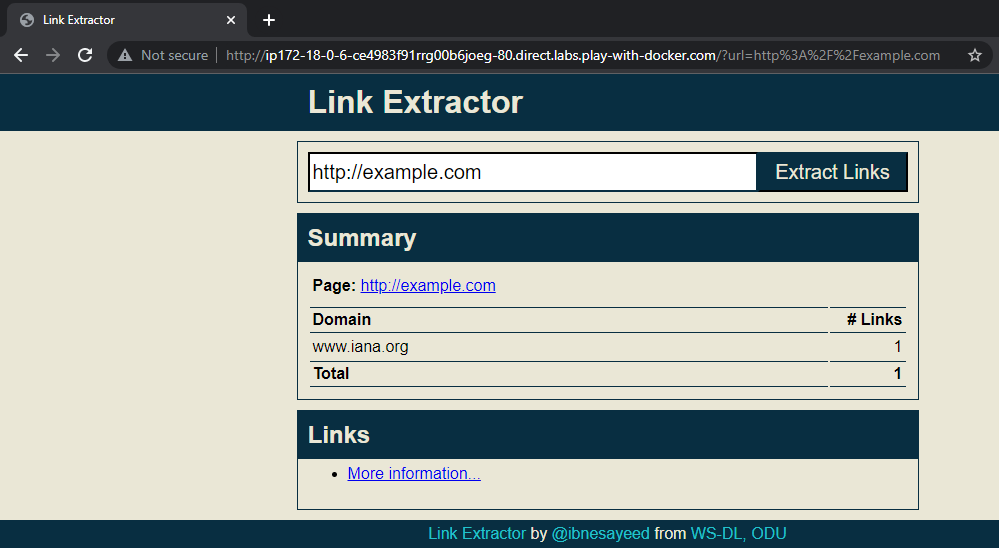 Link Extractor
Not secure http://ip172-18-0-6-ce4983f91rrg00b6joeg-80.direct.labs.play-with-docker.com/?url=http%3A%2F%2Fexample.com
Link Extractor
http://example.com Extract Links
Summary
Page: http://example.com
Domain # Links
www.iana.org 1
Total 1
Links
• More information...
Link Extractor by @ibnesayeed from WS-DL, ODU